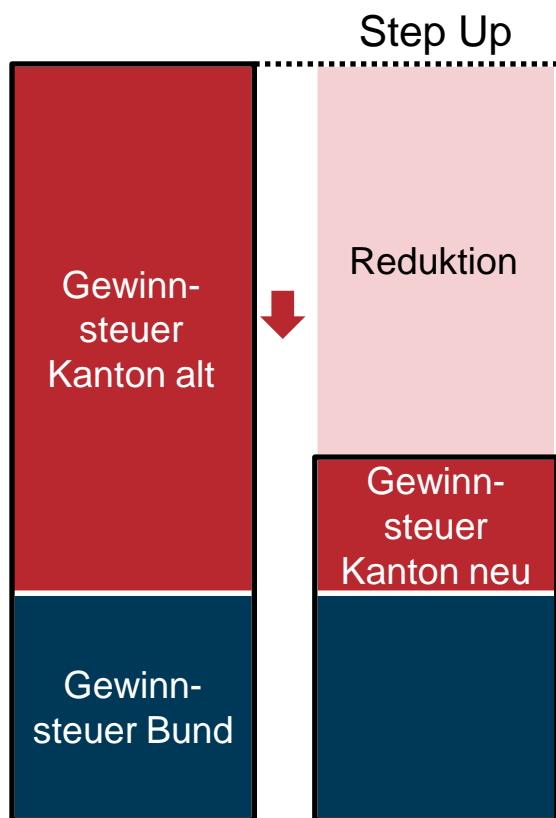 Step Up
Gewinn-
steuer
Kanton alt
Reduktion
Gewinn-
steuer
Kanton neu
Gewinn-
steuer Bund